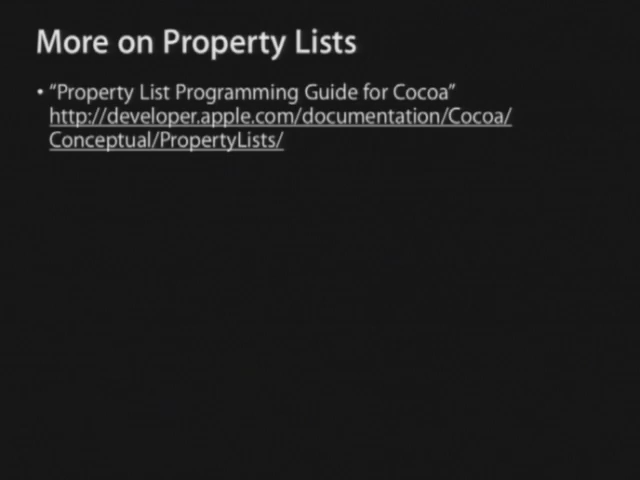 More on Property Lists
• “Property List Programming Guide for Cocoa”
http://developer.apple.com/documentation/Cocoa/
Conceptual/PropertyLists/